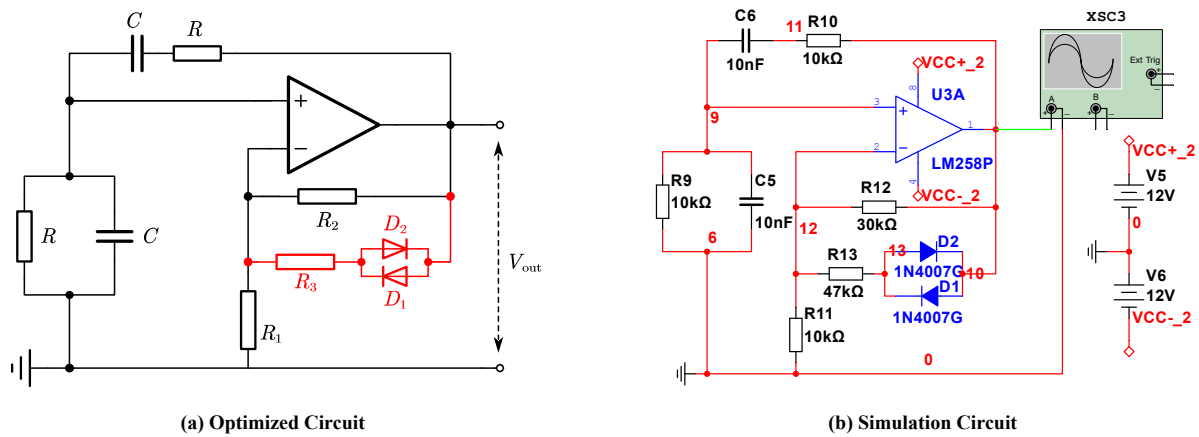 C
R
+
−
R
C
R₂
R₃
D₂
D₁
R₁
V_out
(a) Optimized Circuit
C6
10nF
11
R10
10kΩ
XSC3
Ext Trig
+
−
A
B
+
−
+
−
VCC+_2
8
U3A
3
+
1
2
−
LM258P
4
VCC-_2
9
R9
10kΩ
C5
10nF
6
R12
30kΩ
12
R13
47kΩ
13
D2
1N4007G
10
D1
1N4007G
R11
10kΩ
0
VCC+_2
V5
12V
0
V6
12V
VCC-_2
(b) Simulation Circuit